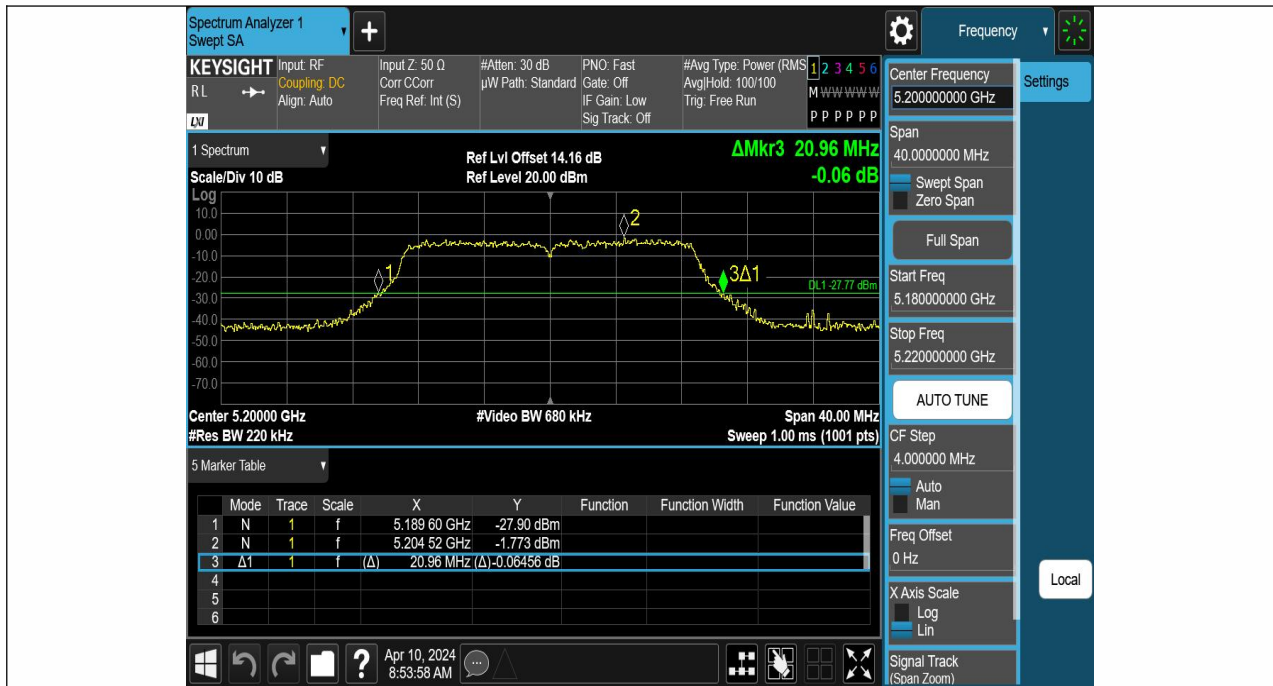 Spectrum Analyzer 1
Swept SA
+
Frequency
KEYSIGHT
RL
LXI
Input: RF
Coupling: DC
Align: Auto
Input Z: 50 Ω
Corr CCorr
Freq Ref: Int (S)
#Atten: 30 dB
µW Path: Standard
PNO: Fast
Gate: Off
IF Gain: Low
Sig Track: Off
#Avg Type: Power (RMS
Avg|Hold: 100/100
Trig: Free Run
1 2 3 4 5 6
M W W W W W
P P P P P P
1 Spectrum
Scale/Div 10 dB
Ref Lvl Offset 14.16 dB
Ref Level 20.00 dBm
ΔMkr3 20.96 MHz
-0.06 dB
Log
10.0
0.00
-10.0
-20.0
-30.0
-40.0
-50.0
-60.0
-70.0
1
2
3Δ1
DL1 -27.77 dBm
Center 5.20000 GHz
#Res BW 220 kHz
#Video BW 680 kHz
Span 40.00 MHz
Sweep 1.00 ms (1001 pts)
5 Marker Table
Mode Trace Scale X Y Function Function Width Function Value
1 N 1 f 5.189 60 GHz -27.90 dBm
2 N 1 f 5.204 52 GHz -1.773 dBm
3 Δ1 1 f (Δ) 20.96 MHz (Δ) -0.06456 dB
4
5
6
?
Apr 10, 2024
8:53:58 AM
Center Frequency
5.200000000 GHz
Span
40.0000000 MHz
Swept Span
Zero Span
Full Span
Start Freq
5.180000000 GHz
Stop Freq
5.220000000 GHz
AUTO TUNE
CF Step
4.000000 MHz
Auto
Man
Freq Offset
0 Hz
X Axis Scale
Log
Lin
Signal Track
(Span Zoom)
Settings
Local